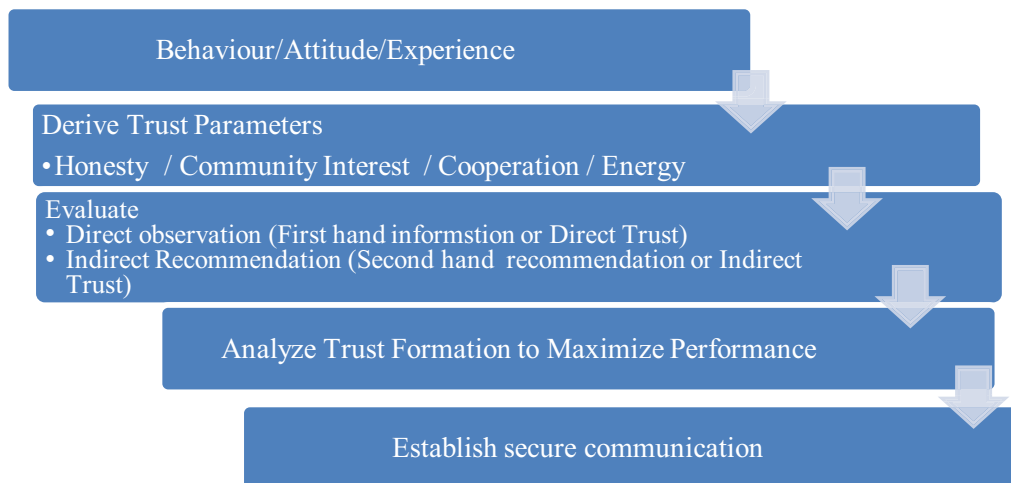 Behaviour/Attitude/Experience
Derive Trust Parameters
•Honesty / Community Interest / Cooperation / Energy
Evaluate
• Direct observation (First hand informstion or Direct Trust)
• Indirect Recommendation (Second hand recommendation or Indirect
Trust)
Analyze Trust Formation to Maximize Performance
Establish secure communication